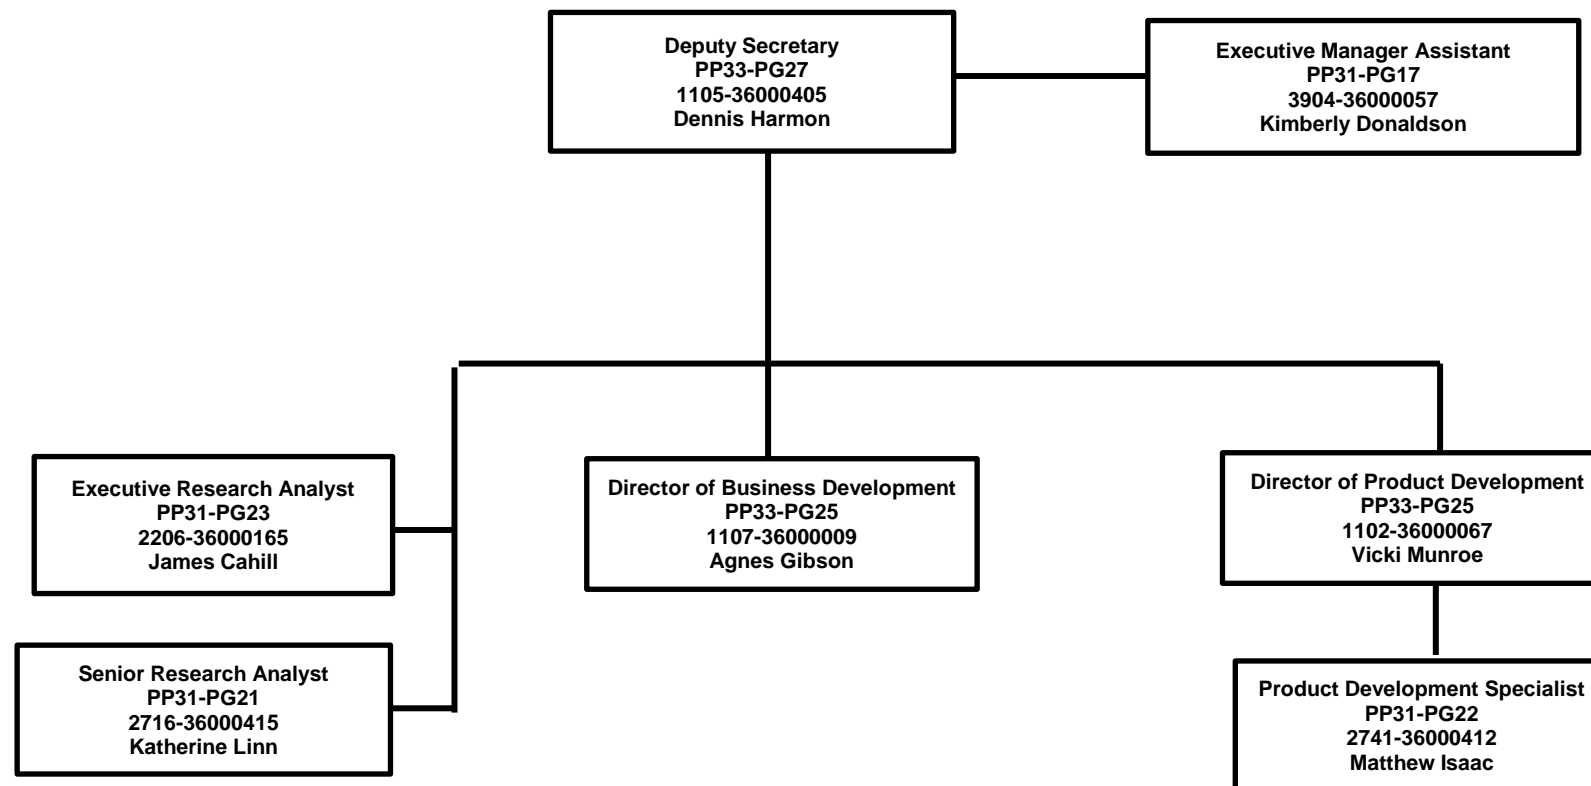 Deputy Secretary
PP33-PG27
1105-36000405
Dennis Harmon
Executive Manager Assistant
PP31-PG17
3904-36000057
Kimberly Donaldson
Executive Research Analyst
PP31-PG23
2206-36000165
James Cahill
Director of Business Development
PP33-PG25
1107-36000009
Agnes Gibson
Director of Product Development
PP33-PG25
1102-36000067
Vicki Munroe
Senior Research Analyst
PP31-PG21
2716-36000415
Katherine Linn
Product Development Specialist
PP31-PG22
2741-36000412
Matthew Isaac